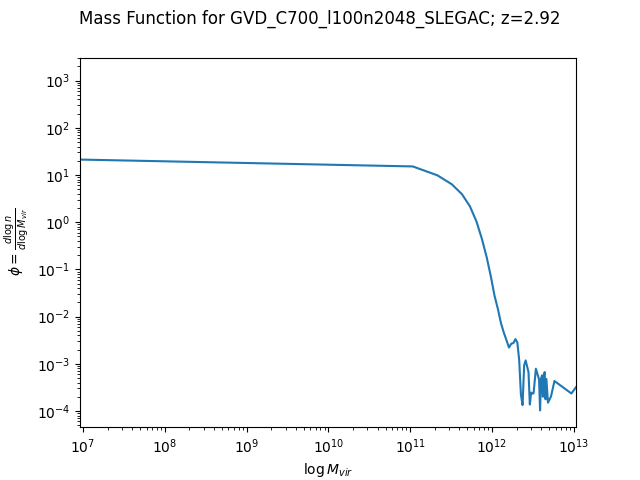 Mass Function for GVD_C700_l100n2048_SLEGAC; z=2.92
10^3
10^2
10^1
10^0
10^-1
10^-2
10^-3
10^-4
ϕ = d log n / d log M_vir
10^7 10^8 10^9 10^10 10^11 10^12 10^13
log M_vir